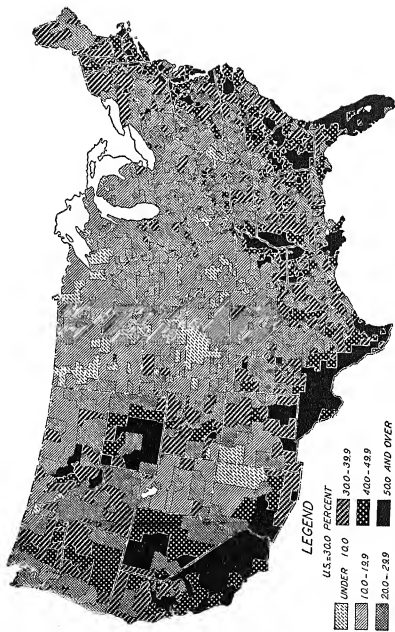 LEGEND
U.S.=30.0 PERCENT
UNDER 10.0
10.0-19.9
20.0-29.9
30.0-39.9
40.0-49.9
50.0 AND OVER